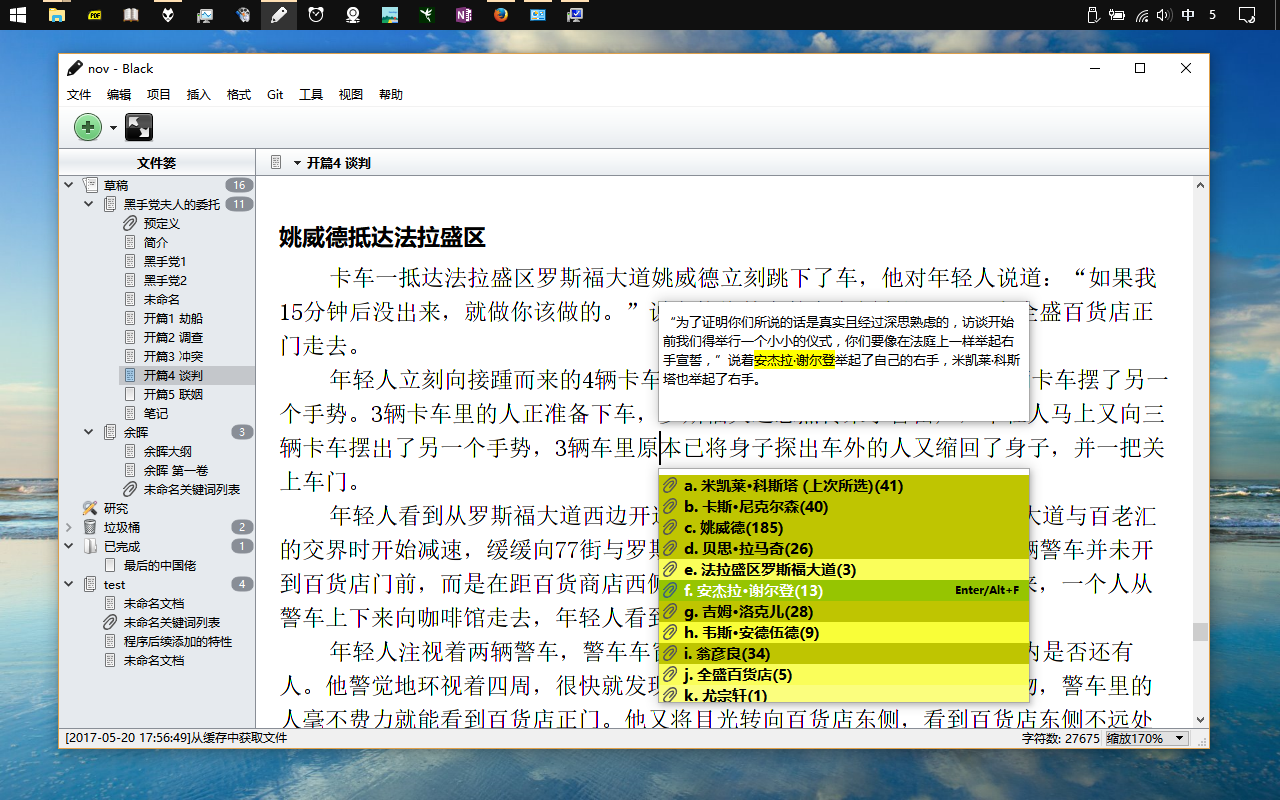 PDF
N
中
5
nov - Black
文件 编辑 项目 插入 格式 Git 工具 视图 帮助
文件篓
开篇4 谈判
草稿 16
黑手党夫人的委托 11
预定义
简介
黑手党1
黑手党2
未命名
开篇1 劫船
开篇2 调查
开篇3 冲突
开篇4 谈判
开篇5 联姻
笔记
余晖 3
余晖大纲
余晖 第一卷
未命名关键词列表
研究
垃圾桶 2
已完成 1
最后的中国佬
test 4
未命名文档
未命名关键词列表
程序后续添加的特性
未命名文档
姚威德抵达法拉盛区
卡车一抵达法拉盛区罗斯福大道姚威德立刻跳下了车，他对年轻人说道：“如果我
15分钟后没出来，就做你该做的。”
全盛百货店正
门走去。
年轻人立刻向接踵而来的4辆卡车
卡车摆了另一
个手势。3辆卡车里的人正准备下车，
人马上又向三
辆卡车摆出了另一个手势，3辆车里原本已将身子探出车外的人又缩回了身子，并一把关
上车门。
年轻人看到从罗斯福大道西边开
大道与百老汇
的交界时开始减速，缓缓向77街与罗斯
辆警车并未开
到百货店门前，而是在距百货商店西侧
来，一个人从
警车上下来向咖啡馆走去，年轻人看到
年轻人注视着两辆警车，警车车窗
内是否还有
人。他警觉地环视着四周，很快就发现
警车里的
人毫不费力就能看到百货店正门。他又将目光转向百货店东侧，看到百货店东侧不远处
“为了证明你们所说的话是真实且经过深思熟虑的，访谈开始
前我们得举行一个小小的仪式，你们要像在法庭上一样举起右
手宣誓，”说着安杰拉·谢尔登举起了自己的右手，米凯莱·科斯
塔也举起了右手。
a. 米凯莱•科斯塔 (上次所选)(41)
b. 卡斯•尼克尔森(40)
c. 姚威德(185)
d. 贝思•拉马奇(26)
e. 法拉盛区罗斯福大道(3)
f. 安杰拉•谢尔登(13) Enter/Alt+F
g. 吉姆•洛克儿(28)
h. 韦斯•安德伍德(9)
i. 翁彦良(34)
j. 全盛百货店(5)
k. 尤宗轩(1)
[2017-05-20 17:56:49]从缓存中获取文件
字符数: 27675 缩放170%